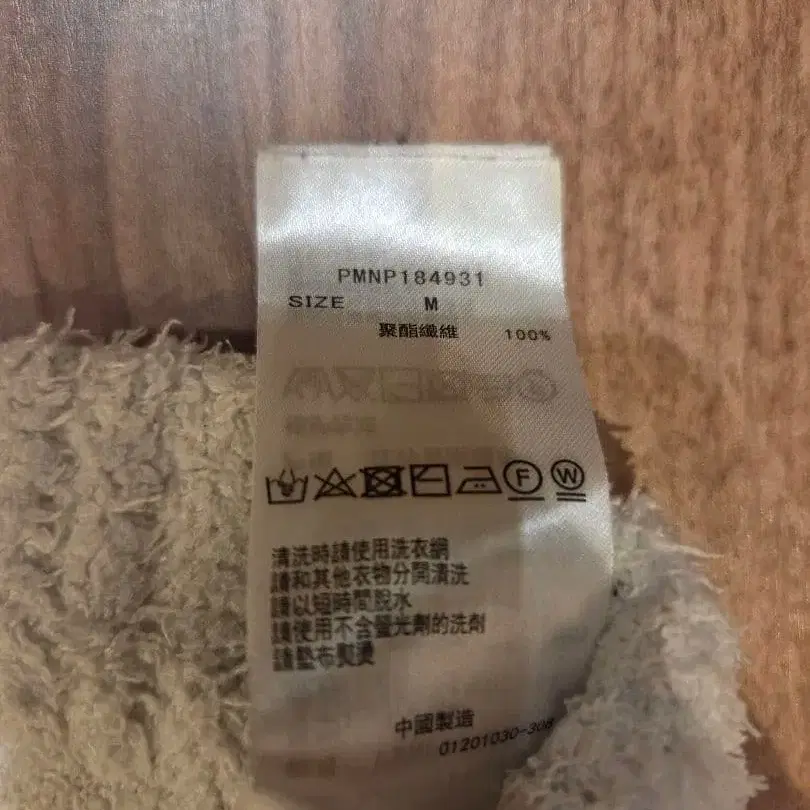 PMNP184931
SIZE M
聚酯纖維 100%
F W
清洗時請使用洗衣網
請和其他衣物分開清洗
請以短時間脫水
請使用不含螢光劑的洗劑
請墊布熨燙
中國製造
01201030-308